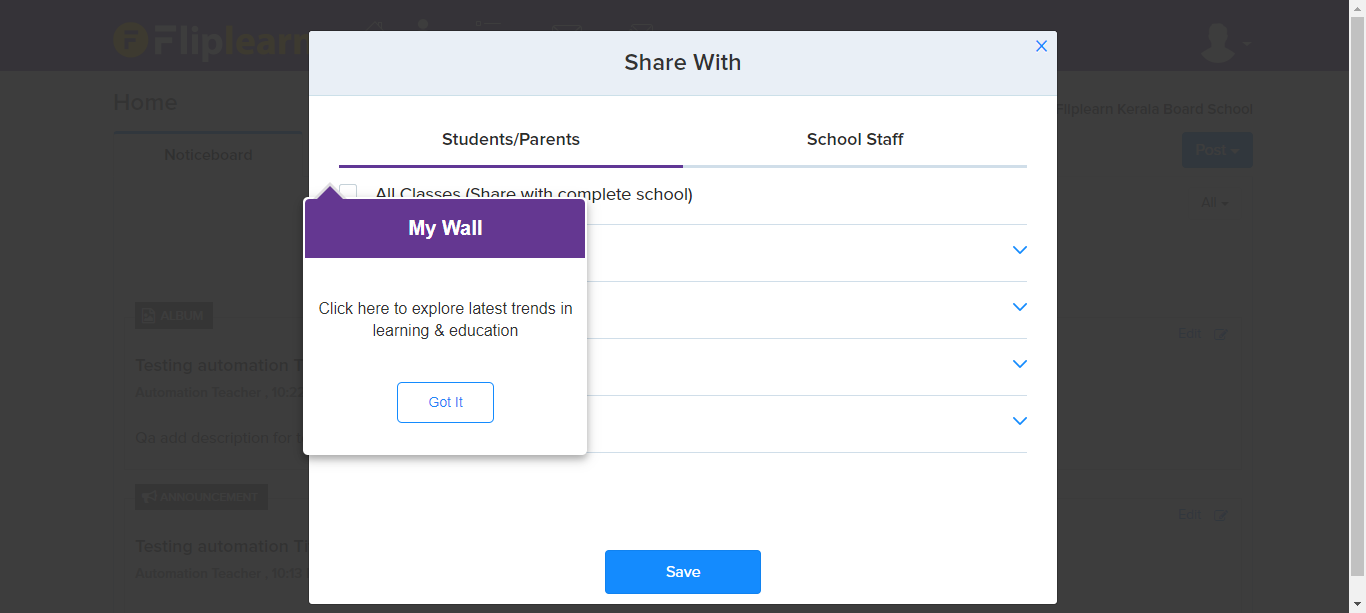 Fliplearn
Share With
Home
Fliplearn Kerala Board School
Students/Parents
School Staff
Noticeboard
Post
All Classes (Share with complete school)
All
My Wall
Click here to explore latest trends in
learning & education
ALBUM
Edit
Testing automation
Automation Teacher , 10:2
Got It
Qa add description for
ANNOUNCEMENT
Edit
Testing automation
Automation Teacher , 10:13
Save